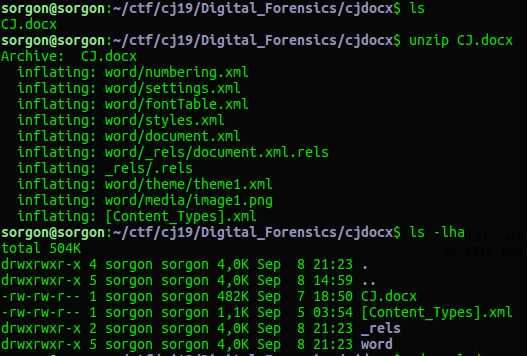 sorgon@sorgon:~/ctf/cj19/Digital_Forensics/cjdocx$ ls
CJ.docx
sorgon@sorgon:~/ctf/cj19/Digital_Forensics/cjdocx$ unzip CJ.docx
Archive:  CJ.docx
  inflating: word/numbering.xml
  inflating: word/settings.xml
  inflating: word/fontTable.xml
  inflating: word/styles.xml
  inflating: word/document.xml
  inflating: word/_rels/document.xml.rels
  inflating: _rels/.rels
  inflating: word/theme/theme1.xml
  inflating: word/media/image1.png
  inflating: [Content_Types].xml
sorgon@sorgon:~/ctf/cj19/Digital_Forensics/cjdocx$ ls -lha
total 504K
drwxrwxr-x 4 sorgon sorgon 4,0K Sep  8 21:23 .
drwxrwxr-x 5 sorgon sorgon 4,0K Sep  8 14:59 ..
-rw-rw-r-- 1 sorgon sorgon 482K Sep  7 18:50 CJ.docx
-rw-rw-r-- 1 sorgon sorgon 1,1K Sep  5 03:54 [Content_Types].xml
drwxrwxr-x 2 sorgon sorgon 4,0K Sep  8 21:23 _rels
drwxrwxr-x 5 sorgon sorgon 4,0K Sep  8 21:23 word